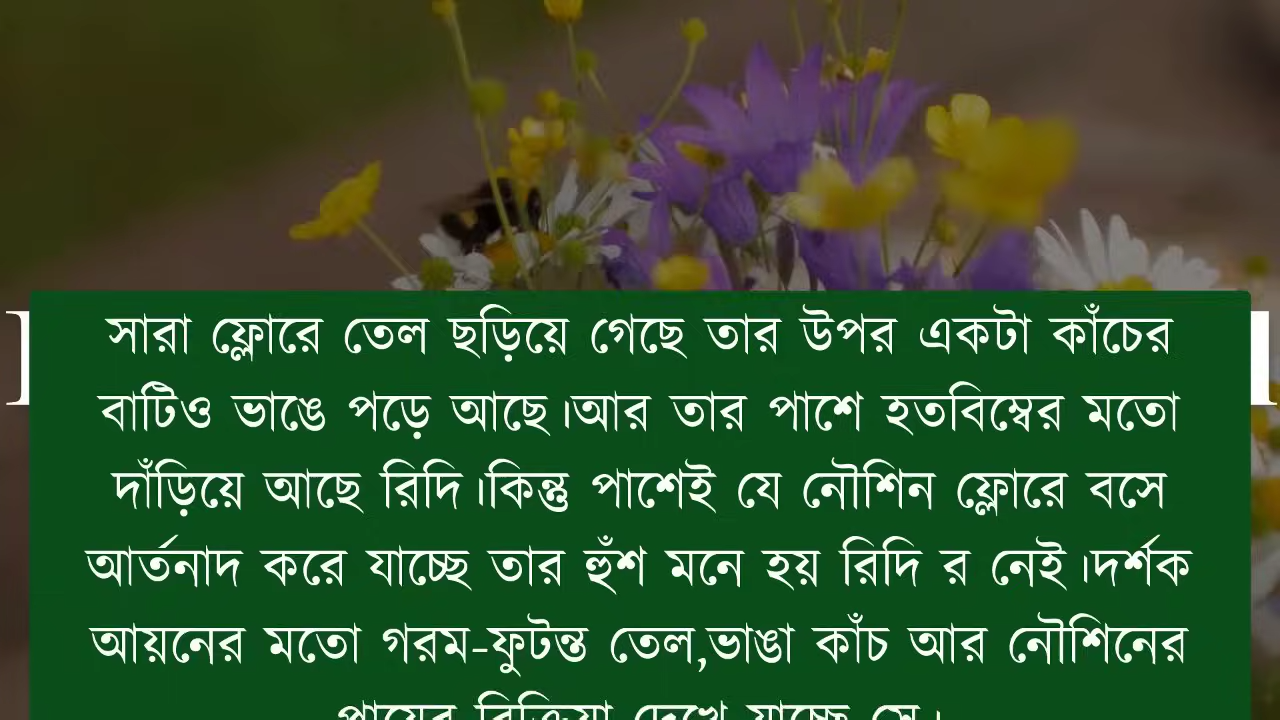 সারা ফ্লোরে তেল ছড়িয়ে গেছে তার উপর একটা কাঁচের
বাটিও ভাঙে পড়ে আছে।আর তার পাশে হতবিম্বের মতো
দাঁড়িয়ে আছে রিদি।কিন্তু পাশেই যে নৌশিন ফ্লোরে বসে
আর্তনাদ করে যাচ্ছে তার হুঁশ মনে হয় রিদি র নেই।দর্শক
আয়নের মতো গরম-ফুটন্ত তেল,ভাঙা কাঁচ আর নৌশিনের
পায়ের বিক্রিয়া দেখে যাচ্ছে সে।